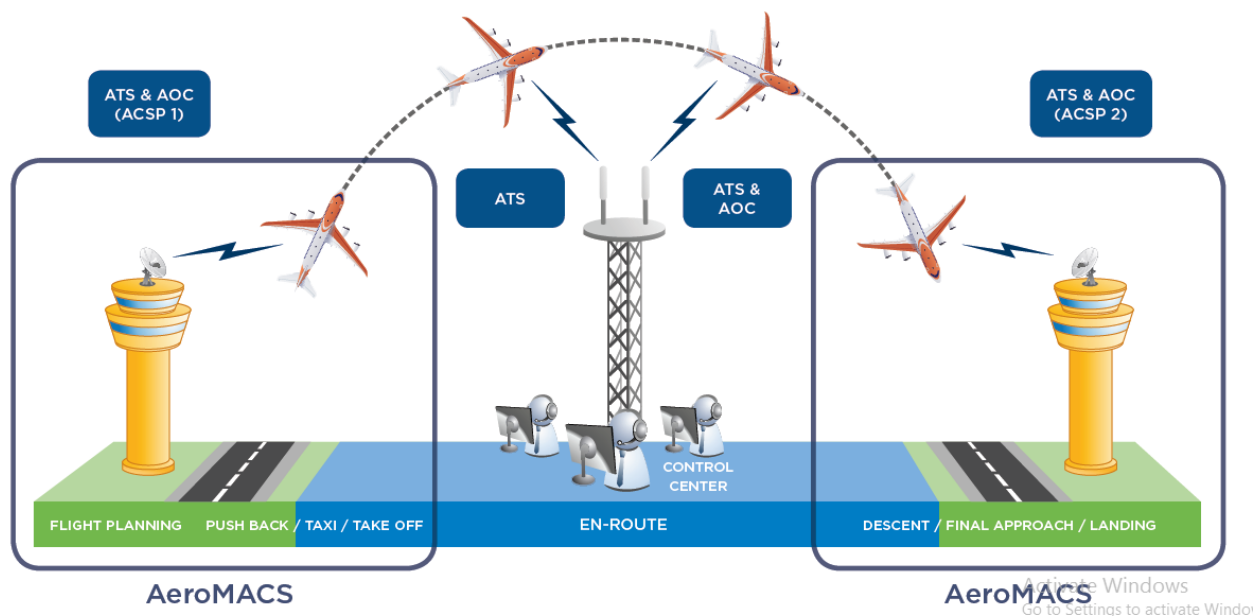 ATS & AOC
(ACSP 1)
ATS & AOC
(ACSP 2)
ATS
ATS &
AOC
CONTROL
CENTER
FLIGHT PLANNING
PUSH BACK / TAXI / TAKE OFF
EN-ROUTE
DESCENT / FINAL APPROACH / LANDING
AeroMACS
AeroMACS
Activate Windows
Go to Settings to activate Window